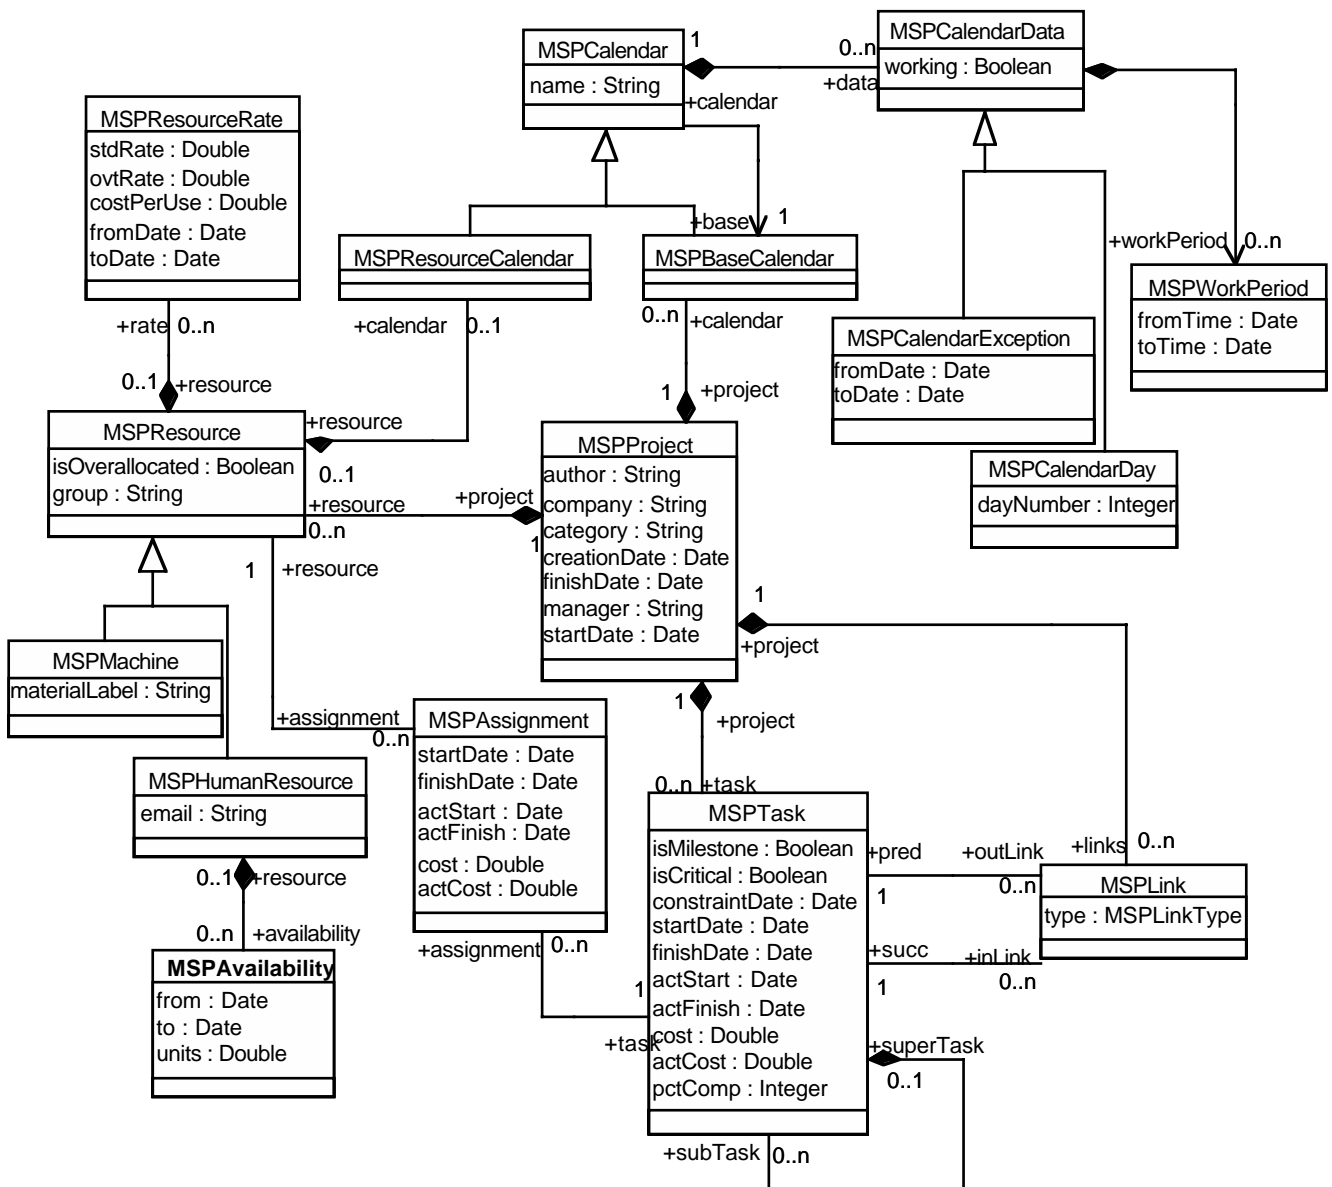 MSPCalendar
name : String
1
0..n
+data
+calendar
MSPCalendarData
working : Boolean
MSPResourceRate
stdRate : Double
ovtRate : Double
costPerUse : Double
fromDate : Date
toDate : Date
+base
1
+workPeriod
0..n
MSPResourceCalendar
MSPBaseCalendar
MSPWorkPeriod
fromTime : Date
toTime : Date
+rate
0..n
+calendar
0..1
0..n
+calendar
MSPCalendarException
fromDate : Date
toDate : Date
0..1
+resource
1
+project
MSPResource
isOverallocated : Boolean
group : String
+resource
0..1
+resource
0..n
+project
1
MSPProject
author : String
company : String
category : String
creationDate : Date
finishDate : Date
manager : String
startDate : Date
MSPCalendarDay
dayNumber : Integer
1
+resource
1
+project
MSPMachine
materialLabel : String
+assignment
0..n
MSPAssignment
startDate : Date
finishDate : Date
actStart : Date
actFinish : Date
cost : Double
actCost : Double
1
+project
0..n
+task
MSPHumanResource
email : String
0..1
+resource
0..n
+availability
MSPAvailability
from : Date
to : Date
units : Double
+assignment
0..n
1
+task
MSPTask
isMilestone : Boolean
isCritical : Boolean
constraintDate : Date
startDate : Date
finishDate : Date
actStart : Date
actFinish : Date
cost : Double
actCost : Double
pctComp : Integer
+pred
1
+outLink
0..n
+links
0..n
MSPLink
type : MSPLinkType
+succ
1
+inLink
0..n
+superTask
0..1
+subTask
0..n